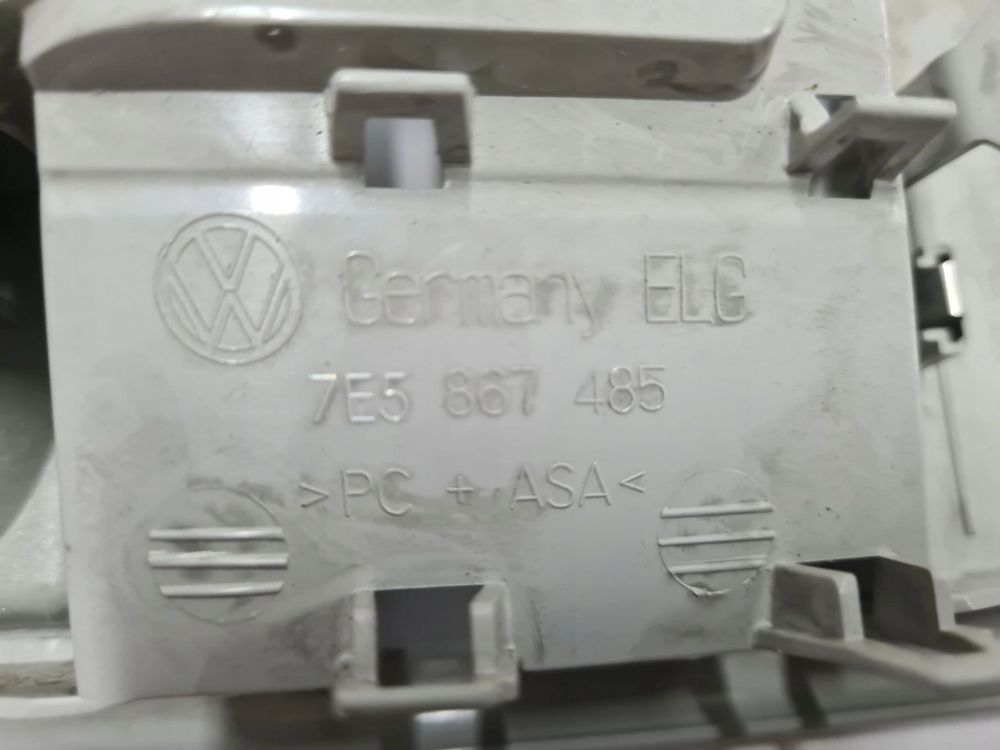 Germany ELG
7E5 867 485
>PC + ASA<